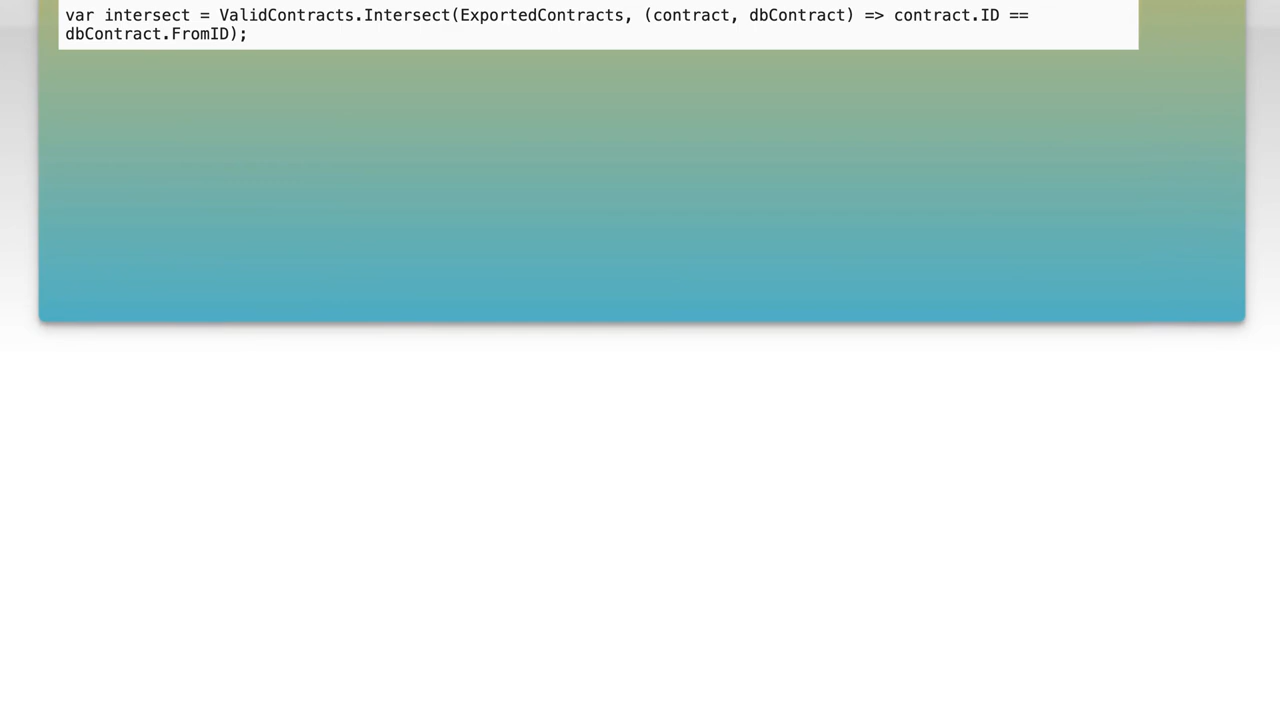 var intersect = ValidContracts.Intersect(ExportedContracts, (contract, dbContract) => contract.ID ==
dbContract.FromID);